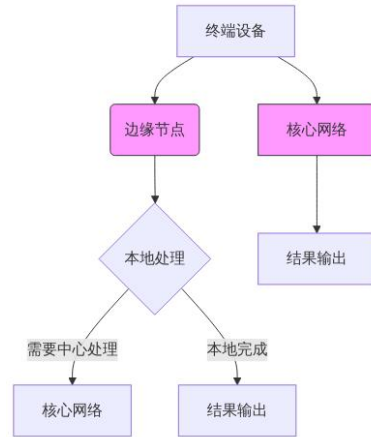 终端设备
边缘节点
核心网络
本地处理
结果输出
需要中心处理
本地完成
核心网络
结果输出